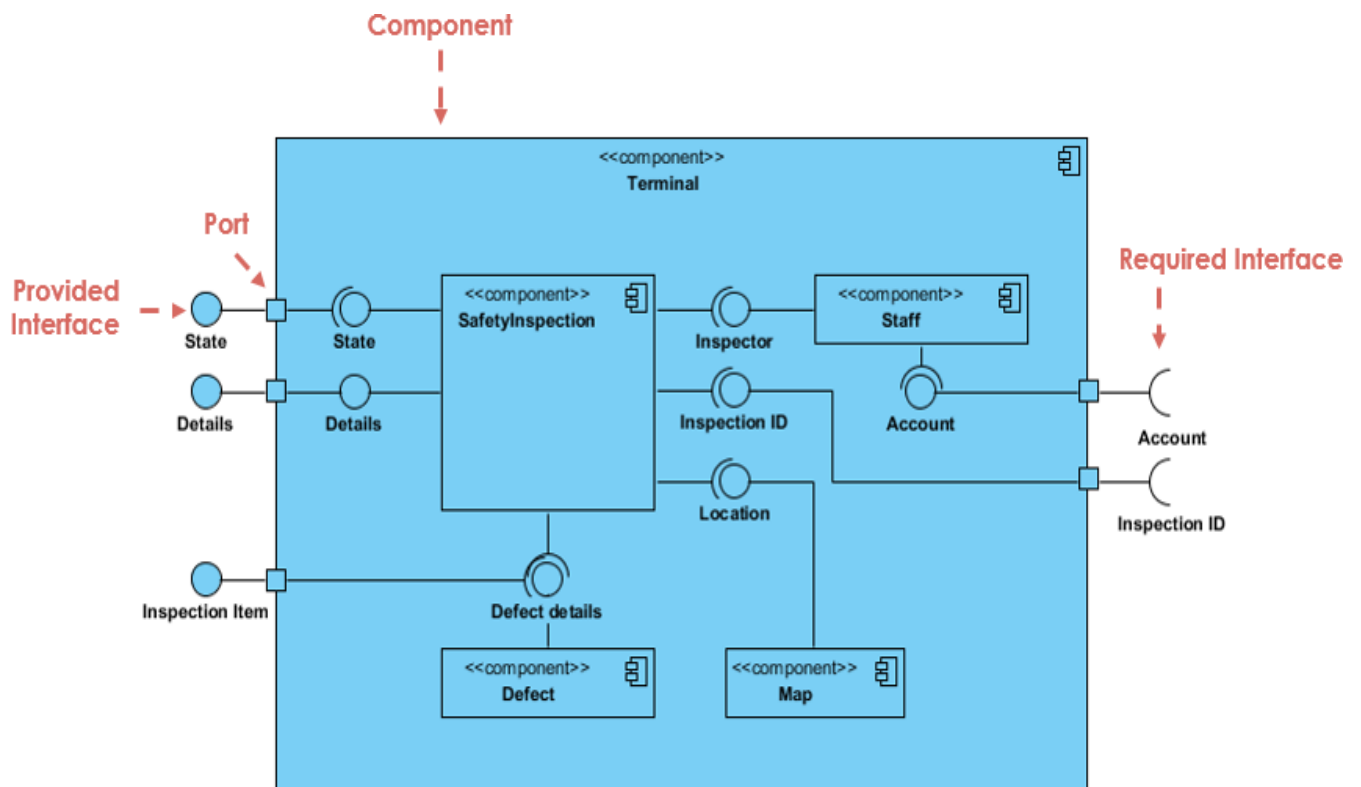 Component
<<component>>
Terminal
Port
Required Interface
Provided
Interface
<<component>>
SafetyInspection
<<component>>
Staff
State
State
Inspector
Details
Details
Inspection ID
Account
Account
Location
Inspection ID
Inspection Item
Defect details
<<component>>
Defect
<<component>>
Map